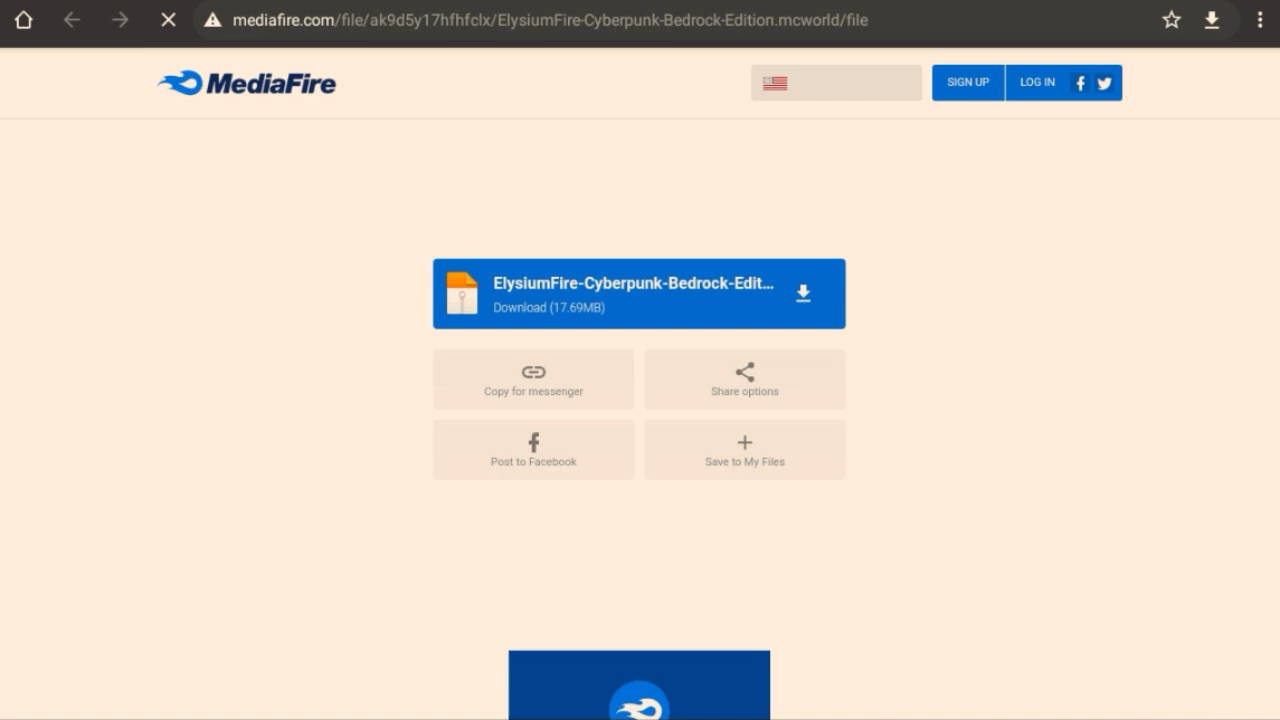 mediafire.com/file/ak9d5y17hfhfclx/ElysiumFire-Cyberpunk-Bedrock-Edition.mcworld/file
MediaFire
SIGN UP
LOG IN
ElysiumFire-Cyberpunk-Bedrock-Edit...
Download (17.69MB)
Copy for messenger
Share options
Post to Facebook
Save to My Files